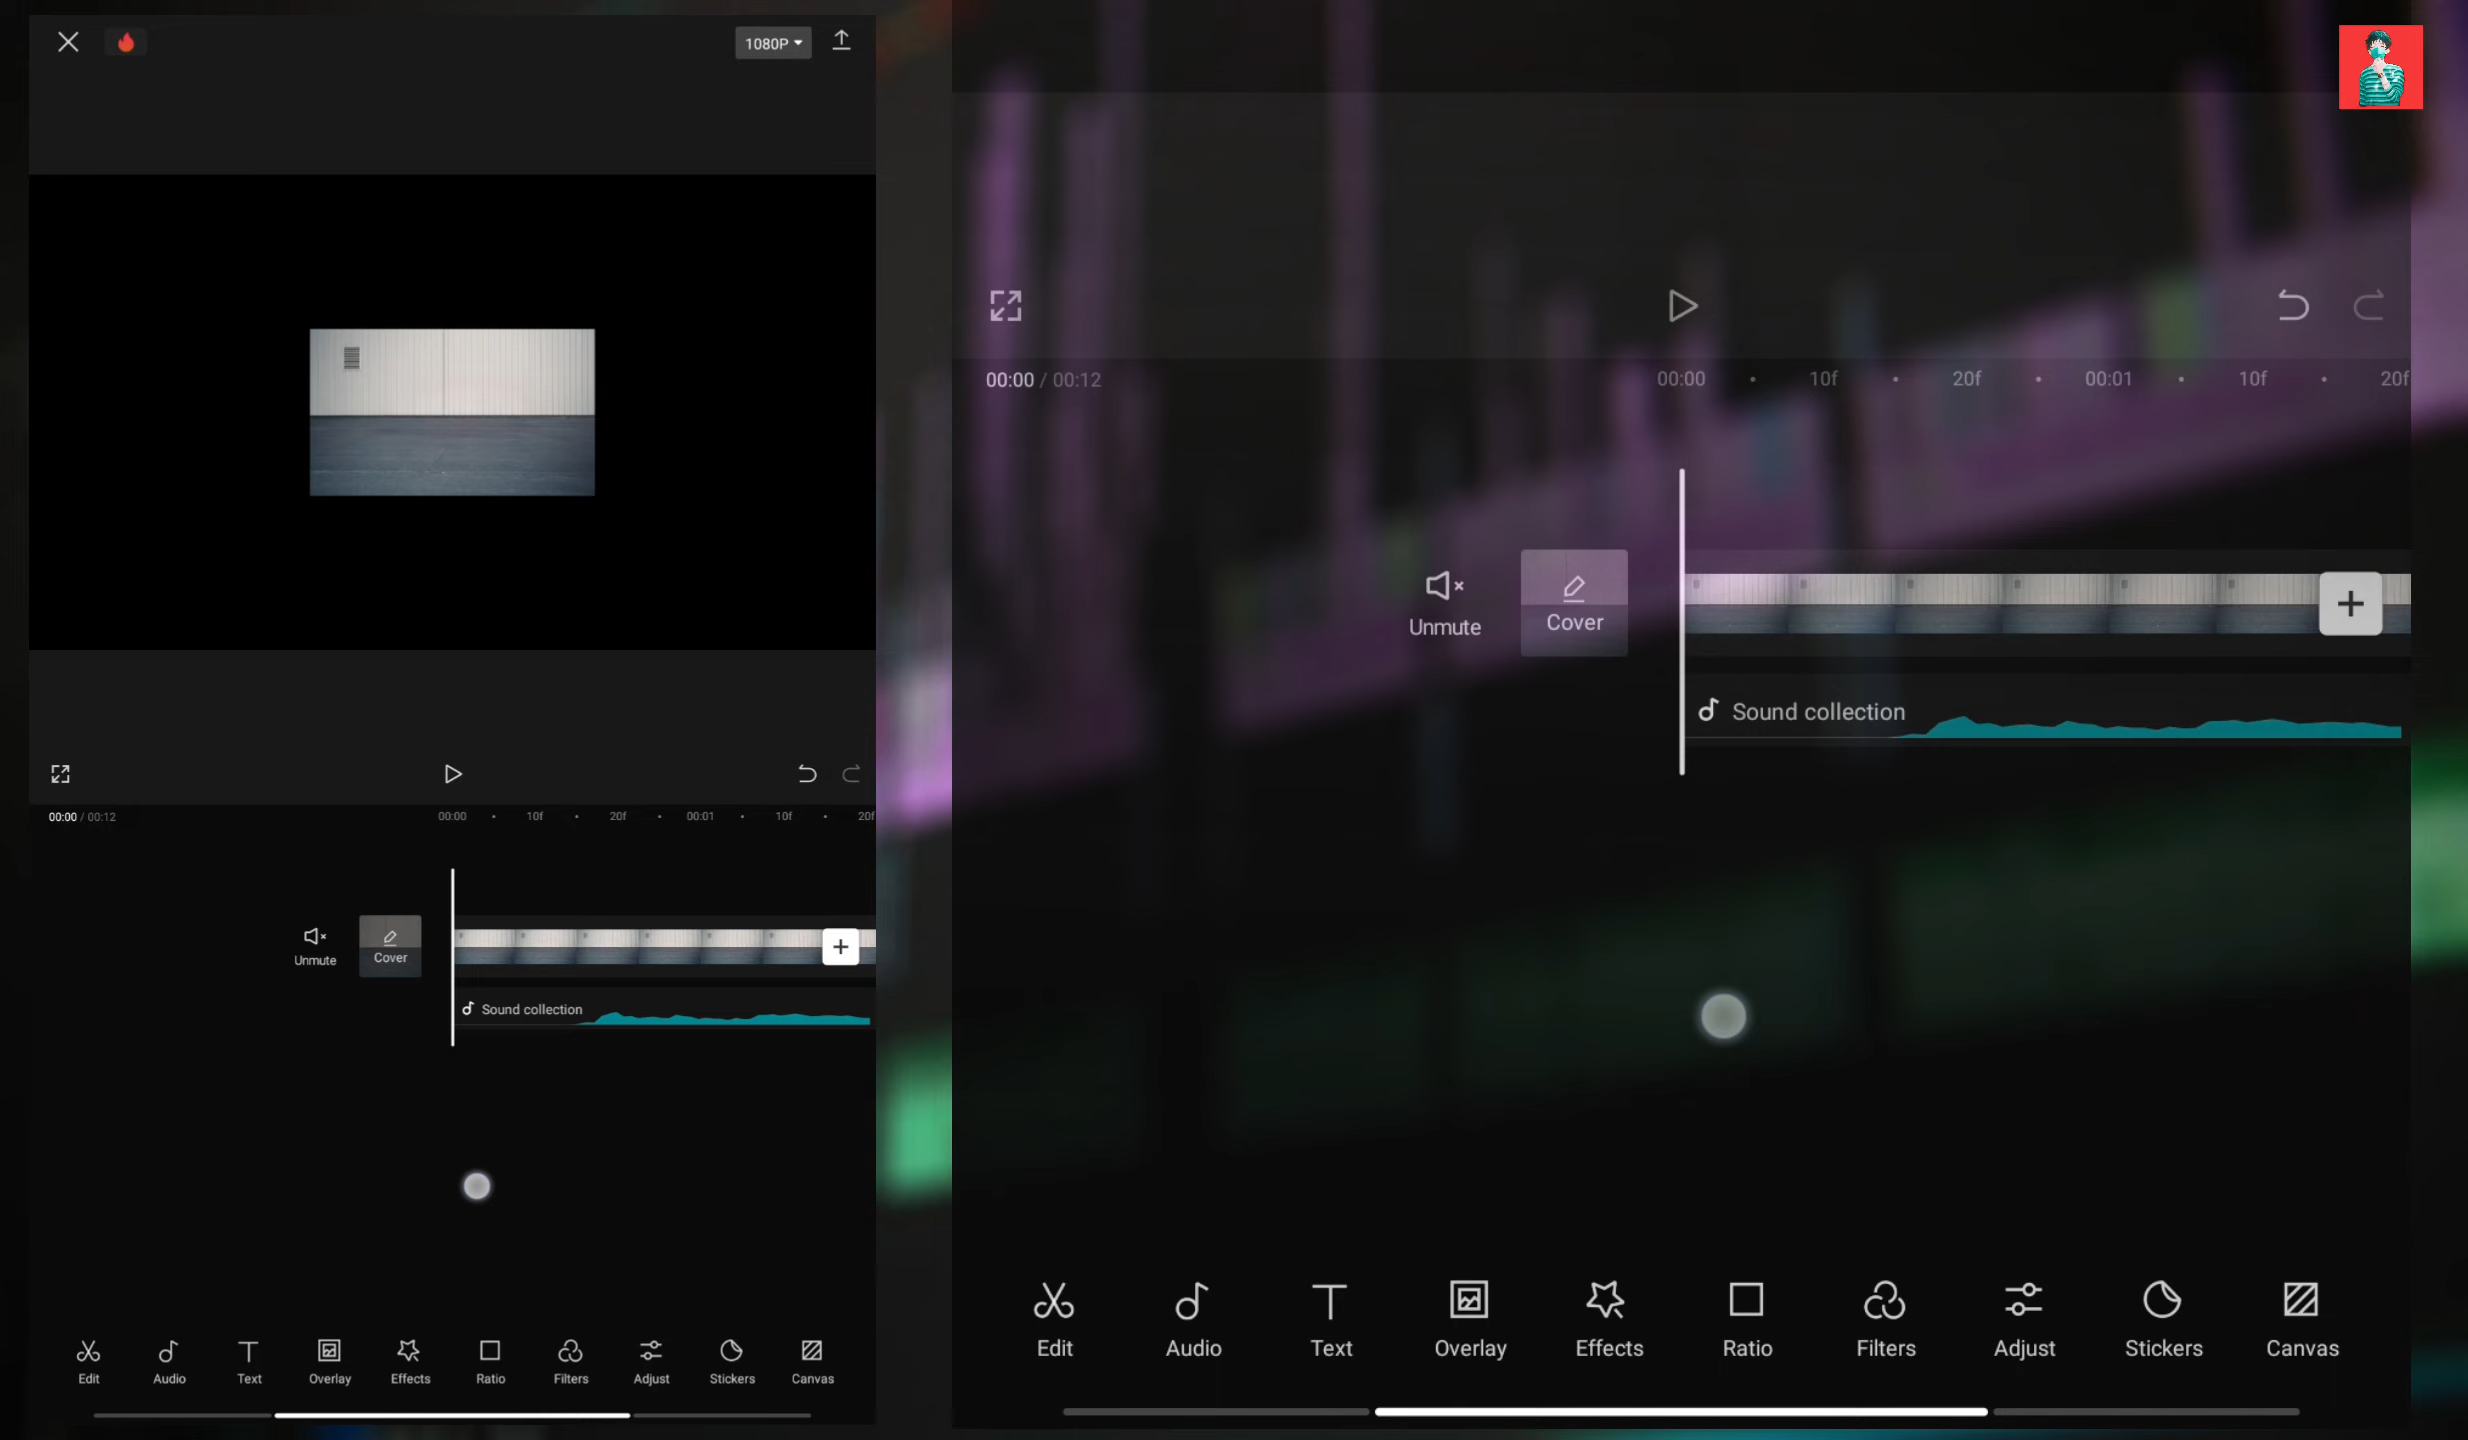 1080P
00:00 / 00:12
00:00 10f 20f 00:01 10f 20f
Unmute
Cover
Sound collection
Edit Audio Text Overlay Effects Ratio Filters Adjust Stickers Canvas
00:00 / 00:12
00:00 10f 20f 00:01 10f 20f
Unmute
Cover
Sound collection
Edit Audio Text Overlay Effects Ratio Filters Adjust Stickers Canvas